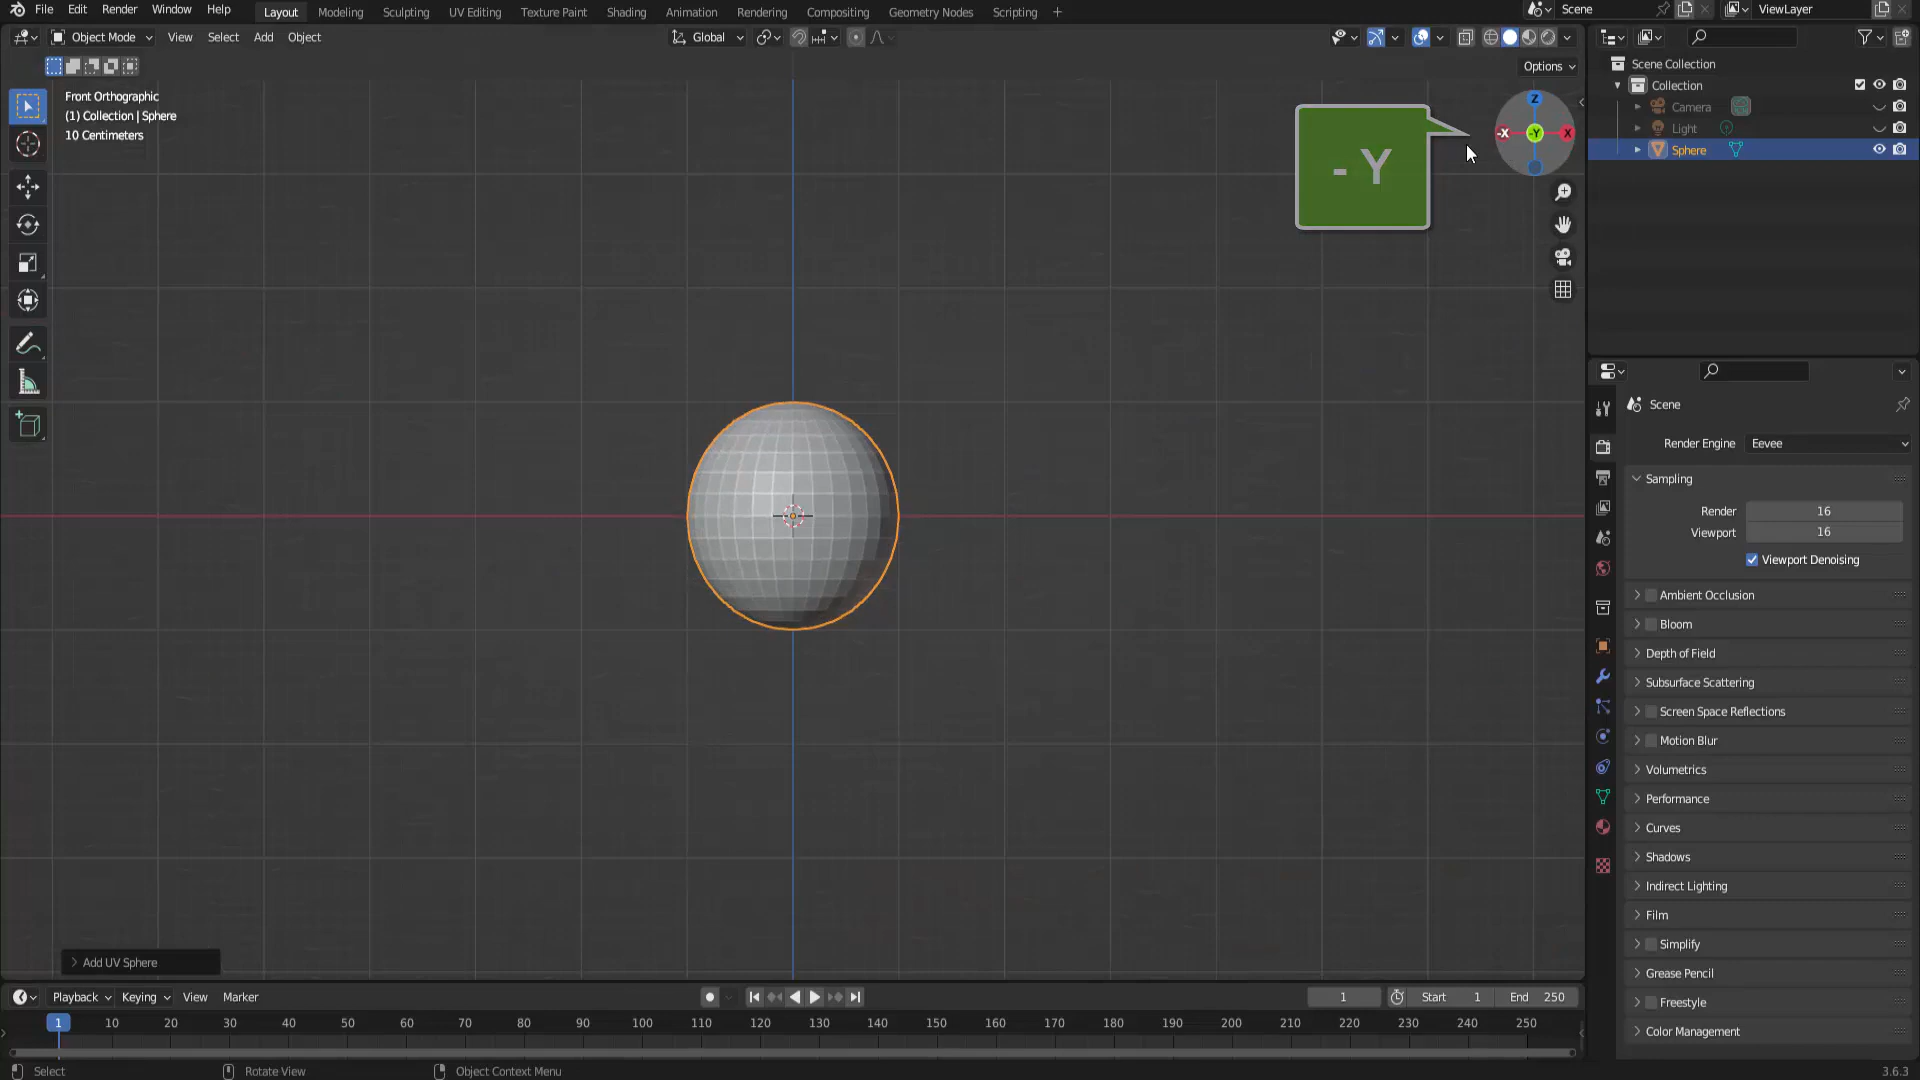 File Edit Render Window Help Layout Modeling Sculpting UV Editing Texture Paint Shading Animation Rendering Compositing Geometry Nodes Scripting + Scene ViewLayer
Object Mode View Select Add Object Global
Options
Front Orthographic
(1) Collection | Sphere
10 Centimeters
- Y
Z
-X -Y X
Scene Collection
Collection
Camera
Light
Sphere
Scene
Render Engine Eevee
Sampling
Render 16
Viewport 16
Viewport Denoising
Ambient Occlusion
Bloom
Depth of Field
Subsurface Scattering
Screen Space Reflections
Motion Blur
Volumetrics
Performance
Curves
Shadows
Indirect Lighting
Film
Simplify
Grease Pencil
Freestyle
Color Management
Add UV Sphere
Playback Keying View Marker 1 Start 1 End 250
1 10 20 30 40 50 60 70 80 90 100 110 120 130 140 150 160 170 180 190 200 210 220 230 240 250
Select Rotate View Object Context Menu 3.6.3